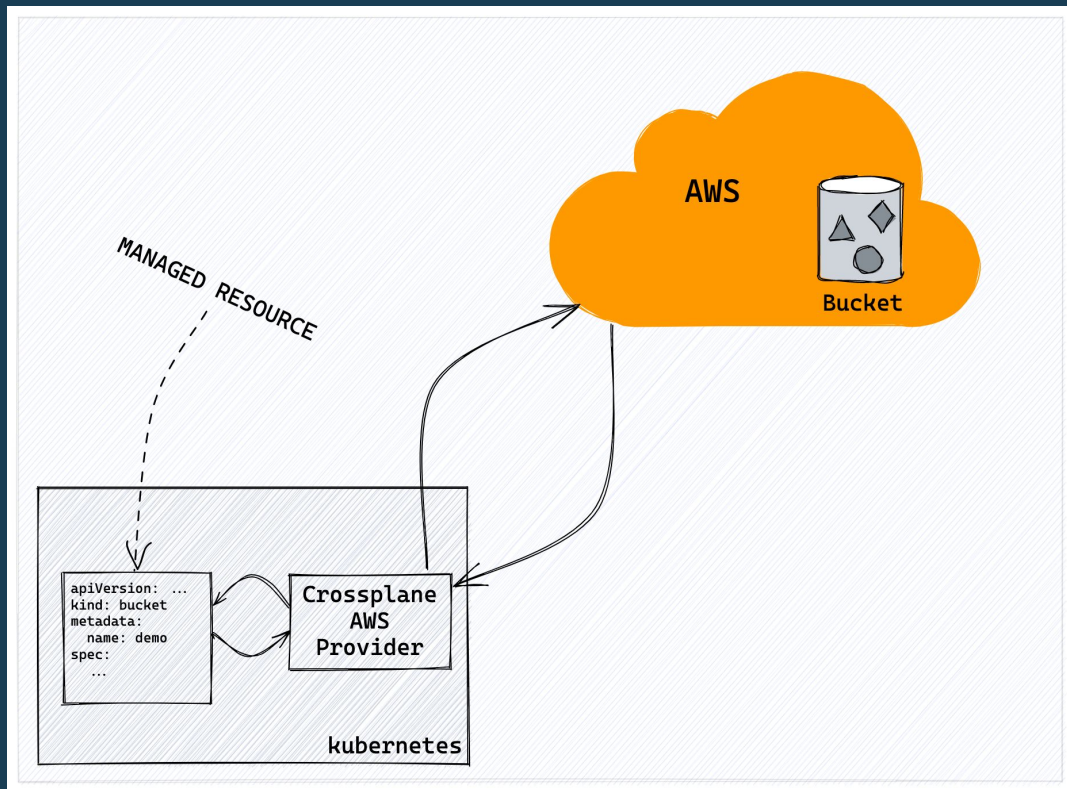 AWS
Bucket
MANAGED RESOURCE
apiVersion: ...
kind: bucket
metadata:
  name: demo
spec:
  ...
Crossplane
AWS
Provider
kubernetes